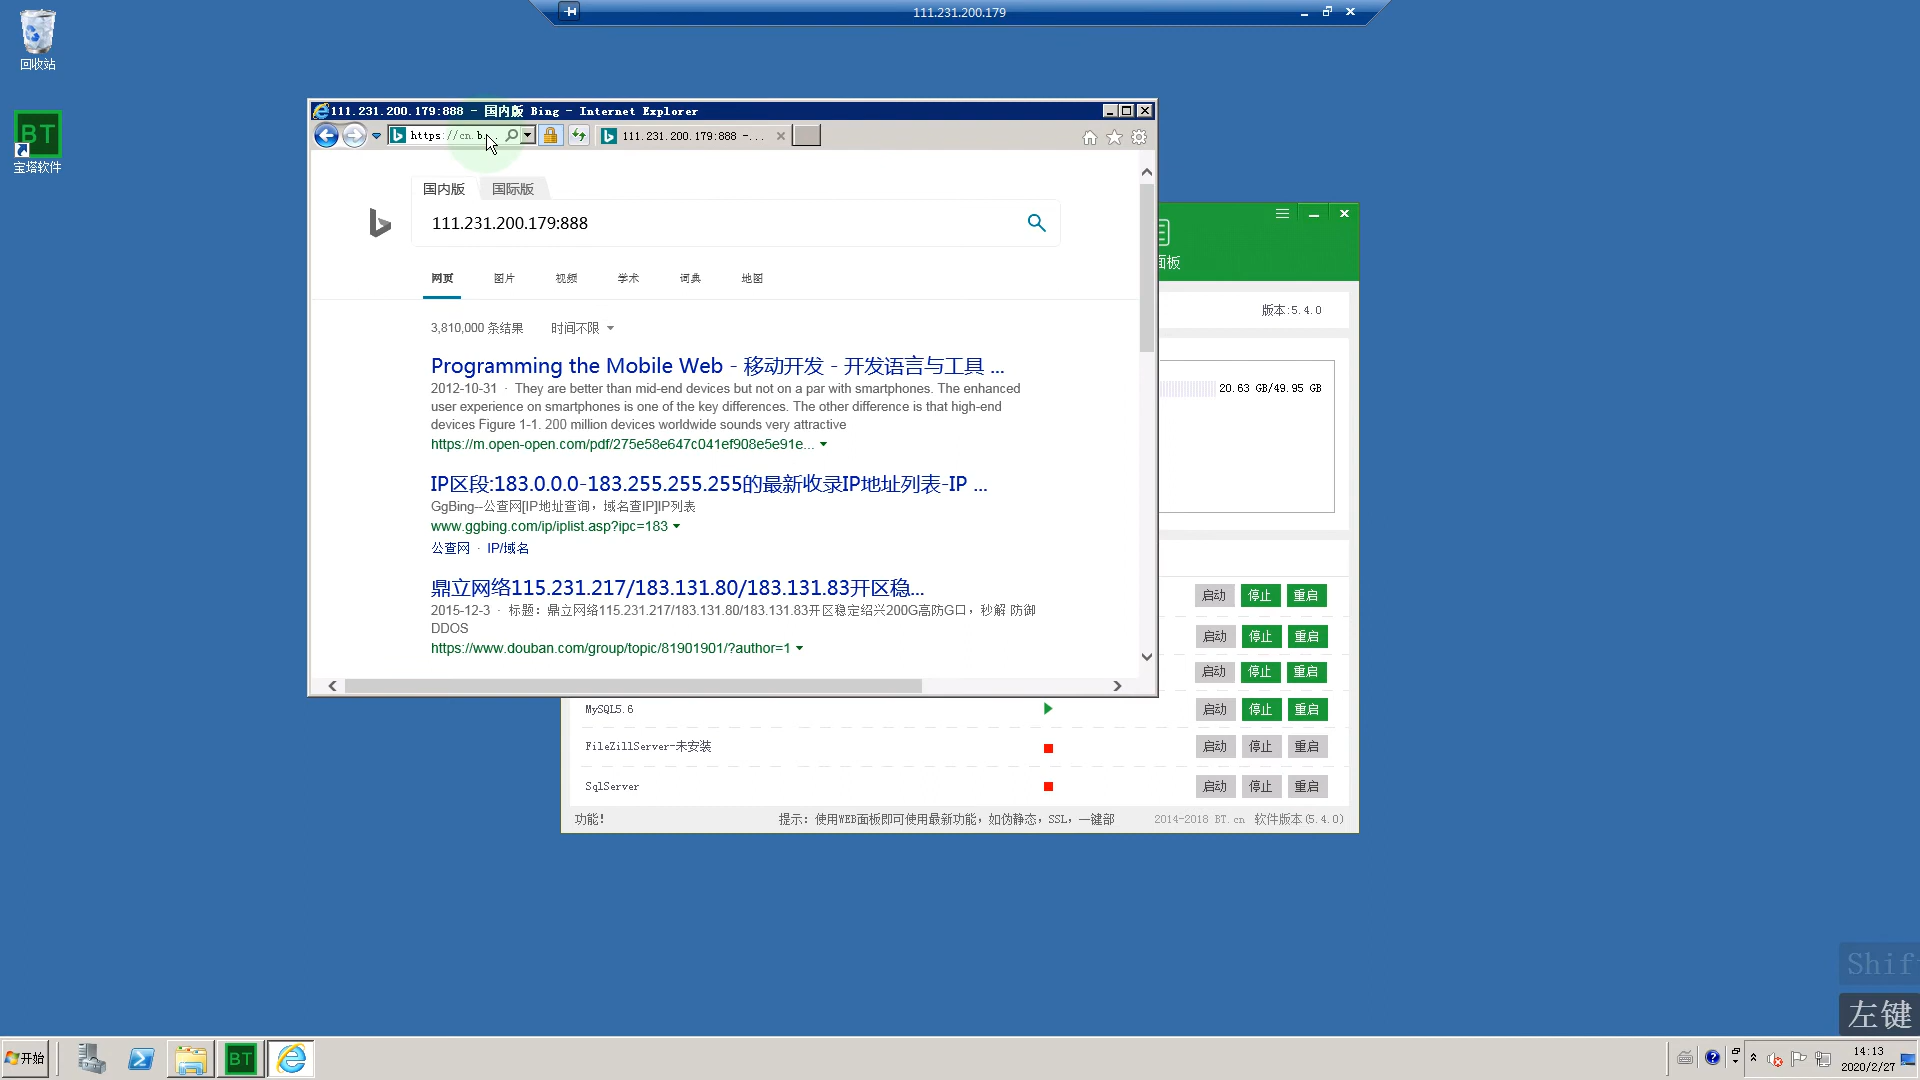 111.231.200.179
回收站
BT
宝塔软件
111.231.200.179:888 - 国内版 Bing - Internet Explorer
https://cn.b...
111.231.200.179:888 -...
国内版
国际版
111.231.200.179:888
网页
图片
视频
学术
词典
地图
3,810,000 条结果
时间不限
Programming the Mobile Web - 移动开发 - 开发语言与工具 ...
2012-10-31 · They are better than mid-end devices but not on a par with smartphones. The enhanced
user experience on smartphones is one of the key differences. The other difference is that high-end
devices Figure 1-1. 200 million devices worldwide sounds very attractive
https://m.open-open.com/pdf/275e58e647c041ef908e5e91e...
IP区段:183.0.0.0-183.255.255.255的最新收录IP地址列表-IP ...
GgBing--公查网[IP地址查询，域名查IP]IP列表
www.ggbing.com/ip/iplist.asp?ipc=183
公查网 · IP/域名
鼎立网络115.231.217/183.131.80/183.131.83开区稳...
2015-12-3 · 标题：鼎立网络115.231.217/183.131.80/183.131.83开区稳定绍兴200G高防G口，秒解 防御
DDOS
https://www.douban.com/group/topic/81901901/?author=1
面板
版本:5.4.0
20.63 GB/49.95 GB
启动 停止 重启
启动 停止 重启
启动 停止 重启
MySQL5.6 启动 停止 重启
FileZillServer-未安装 启动 停止 重启
SqlServer 启动 停止 重启
功能!
提示：使用WEB面板即可使用最新功能，如伪静态，SSL，一键部
2014-2018 BT.cn 软件版本(5.4.0)
Shif
左键
开始
BT
14:13
2020/2/27